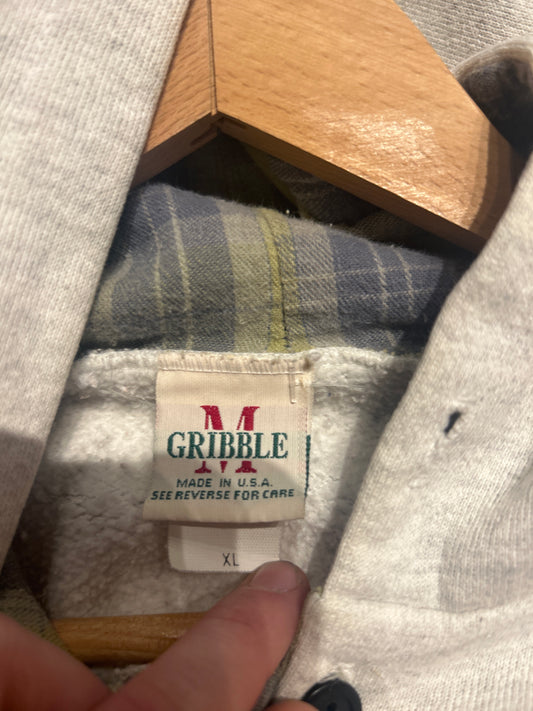 M
GRIBBLE
MADE IN U.S.A.
SEE REVERSE FOR CARE
XL